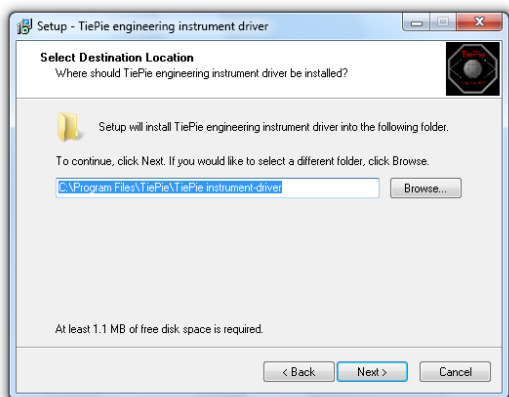 Setup - TiePie engineering instrument driver
Select Destination Location
Where should TiePie engineering instrument driver be installed?
TiePie
Setup will install TiePie engineering instrument driver into the following folder.
To continue, click Next. If you would like to select a different folder, click Browse.
C:\Program Files\TiePie\TiePie instrument-driver
Browse...
At least 1.1 MB of free disk space is required.
< Back
Next >
Cancel